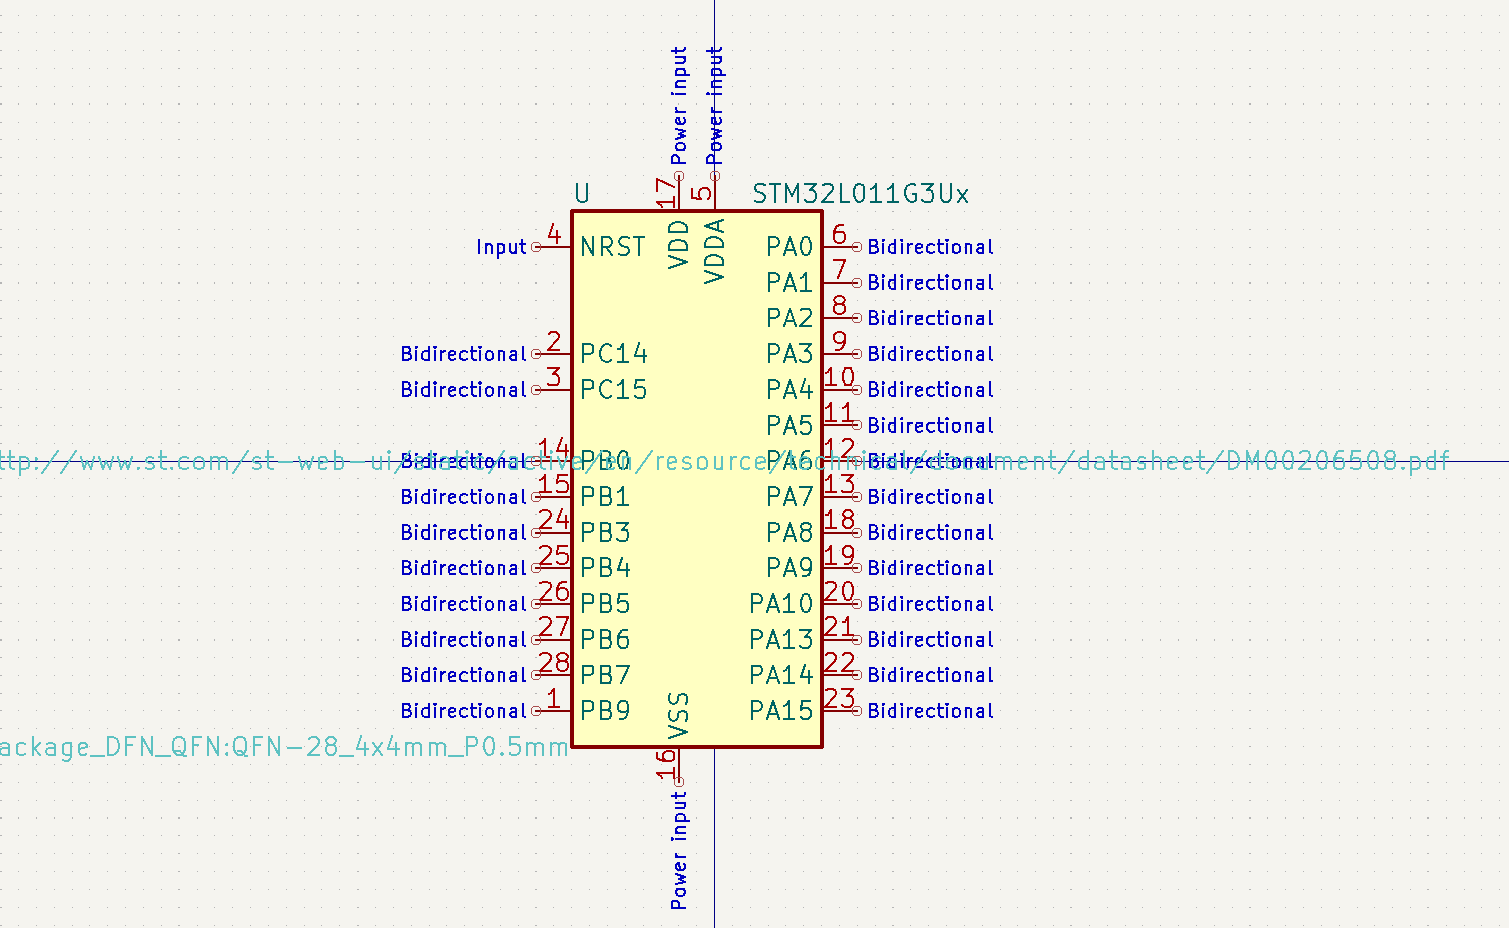 Power input
Power input
17
5
U
STM32L011G3Ux
VDD
VDDA
Input
4
NRST
PA0
6
Bidirectional
PA1
7
Bidirectional
PA2
8
Bidirectional
Bidirectional
2
PC14
PA3
9
Bidirectional
Bidirectional
3
PC15
PA4
10
Bidirectional
PA5
11
Bidirectional
Bidirectional
14
PB0
PA6
12
Bidirectional
ttp://www.st.com/st-web-ui/static/active/en/resource/technical/document/datasheet/DM00206508.pdf
Bidirectional
15
PB1
PA7
13
Bidirectional
Bidirectional
24
PB3
PA8
18
Bidirectional
Bidirectional
25
PB4
PA9
19
Bidirectional
Bidirectional
26
PB5
PA10
20
Bidirectional
Bidirectional
27
PB6
PA13
21
Bidirectional
Bidirectional
28
PB7
PA14
22
Bidirectional
Bidirectional
1
PB9
PA15
23
Bidirectional
VSS
ackage_DFN_QFN:QFN-28_4x4mm_P0.5mm
16
Power input